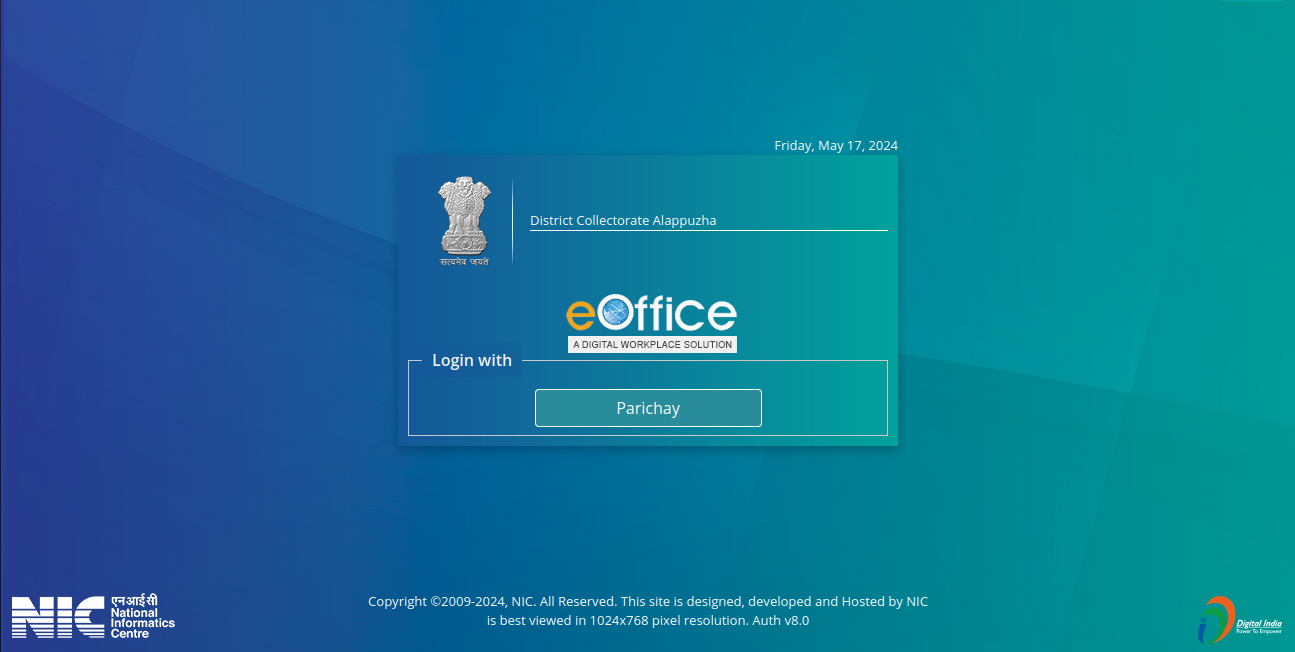 Friday, May 17, 2024
सत्यमेव जयते
District Collectorate Alappuzha
eOffice
A DIGITAL WORKPLACE SOLUTION
Login with
Parichay
NIC
एनआईसी
National
Informatics
Centre
Copyright ©2009-2024, NIC. All Reserved. This site is designed, developed and Hosted by NIC
is best viewed in 1024x768 pixel resolution. Auth v8.0
Digital India
Power To Empower